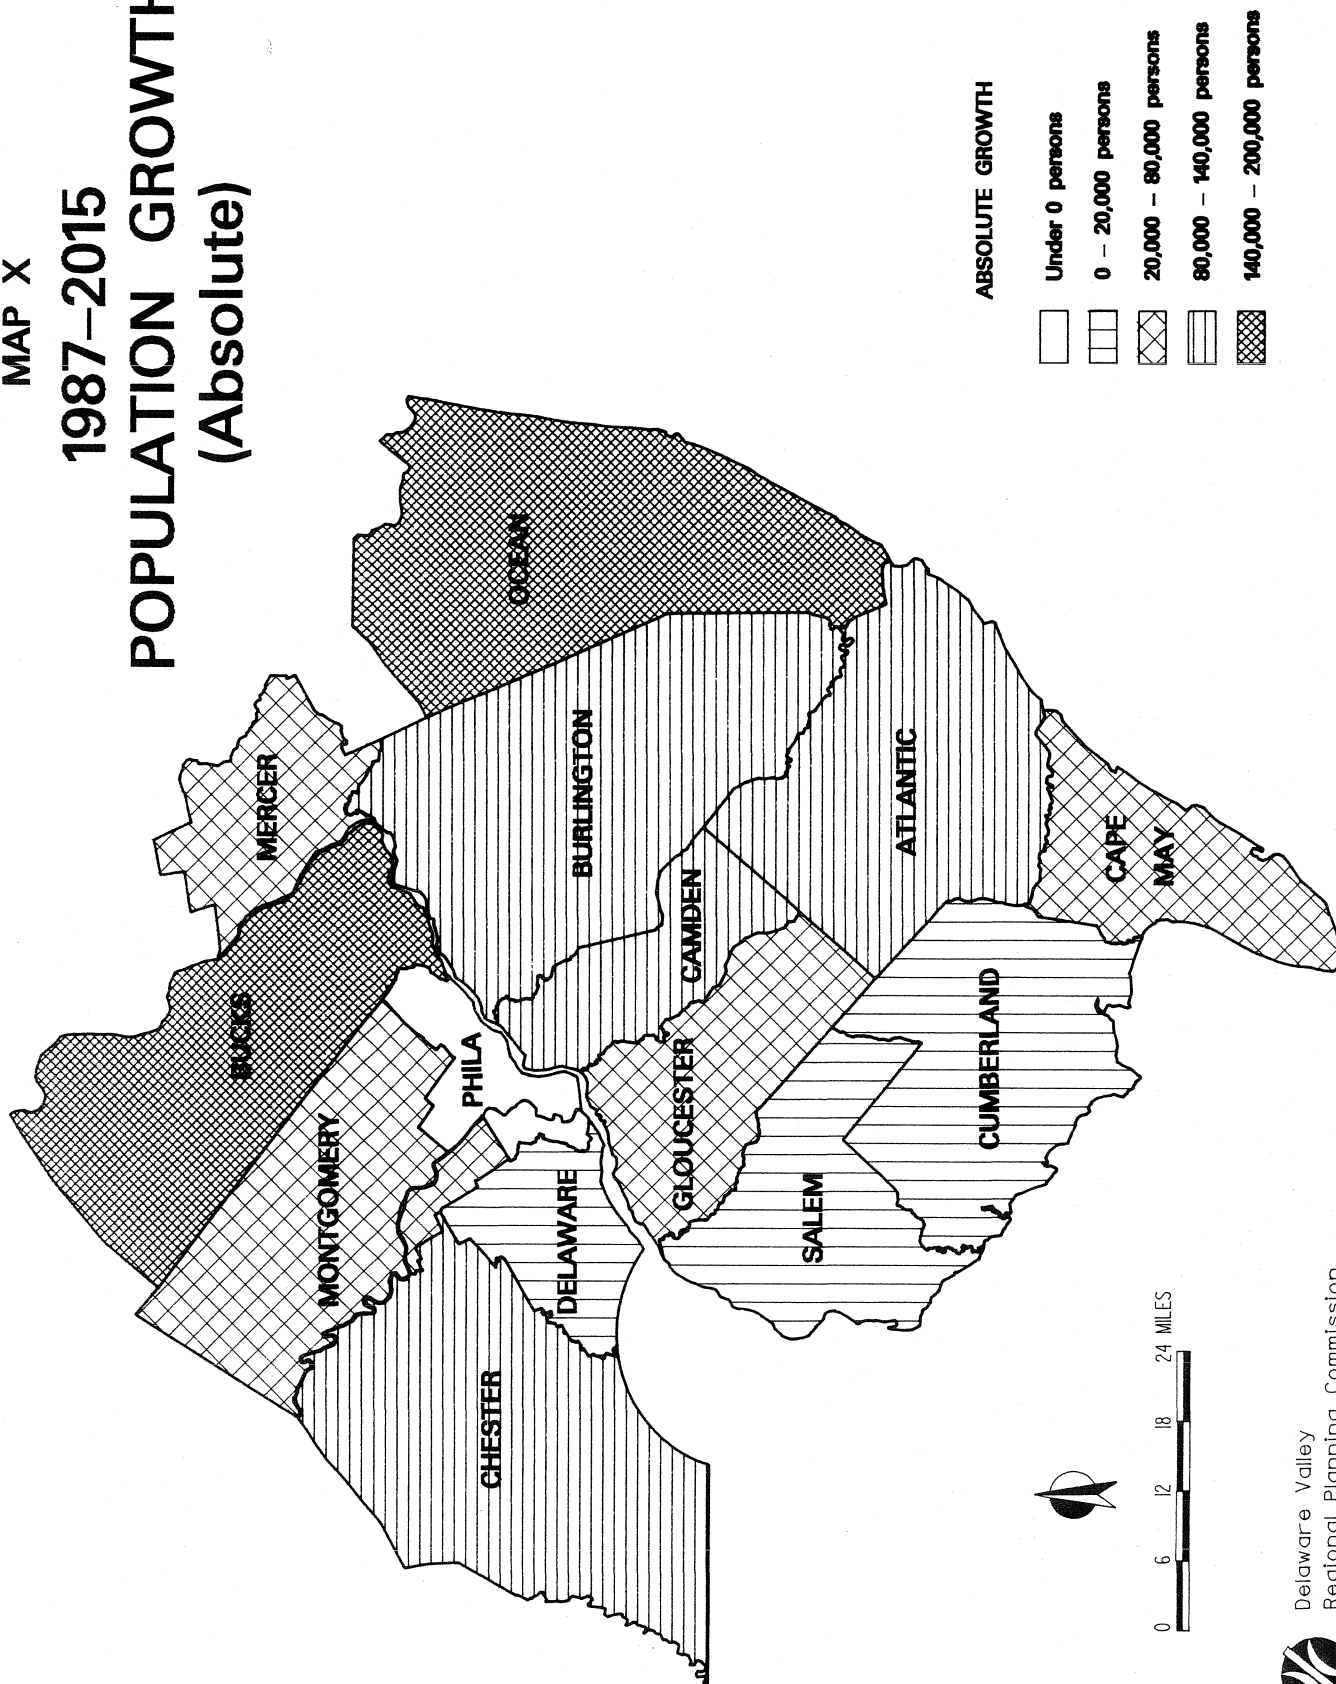 MAP X
1987–2015
POPULATION GROWTH
(Absolute)
OCEAN
MERCER
BUCKS
BURLINGTON
MONTGOMERY
PHILA
CAMDEN
ATLANTIC
CAPE
MAY
GLOUCESTER
CUMBERLAND
DELAWARE
SALEM
CHESTER
ABSOLUTE GROWTH
Under 0 persons
0 – 20,000 persons
20,000 – 80,000 persons
80,000 – 140,000 persons
140,000 – 200,000 persons
0 6 12 18 24 MILES
Delaware Valley
Regional Planning Commission